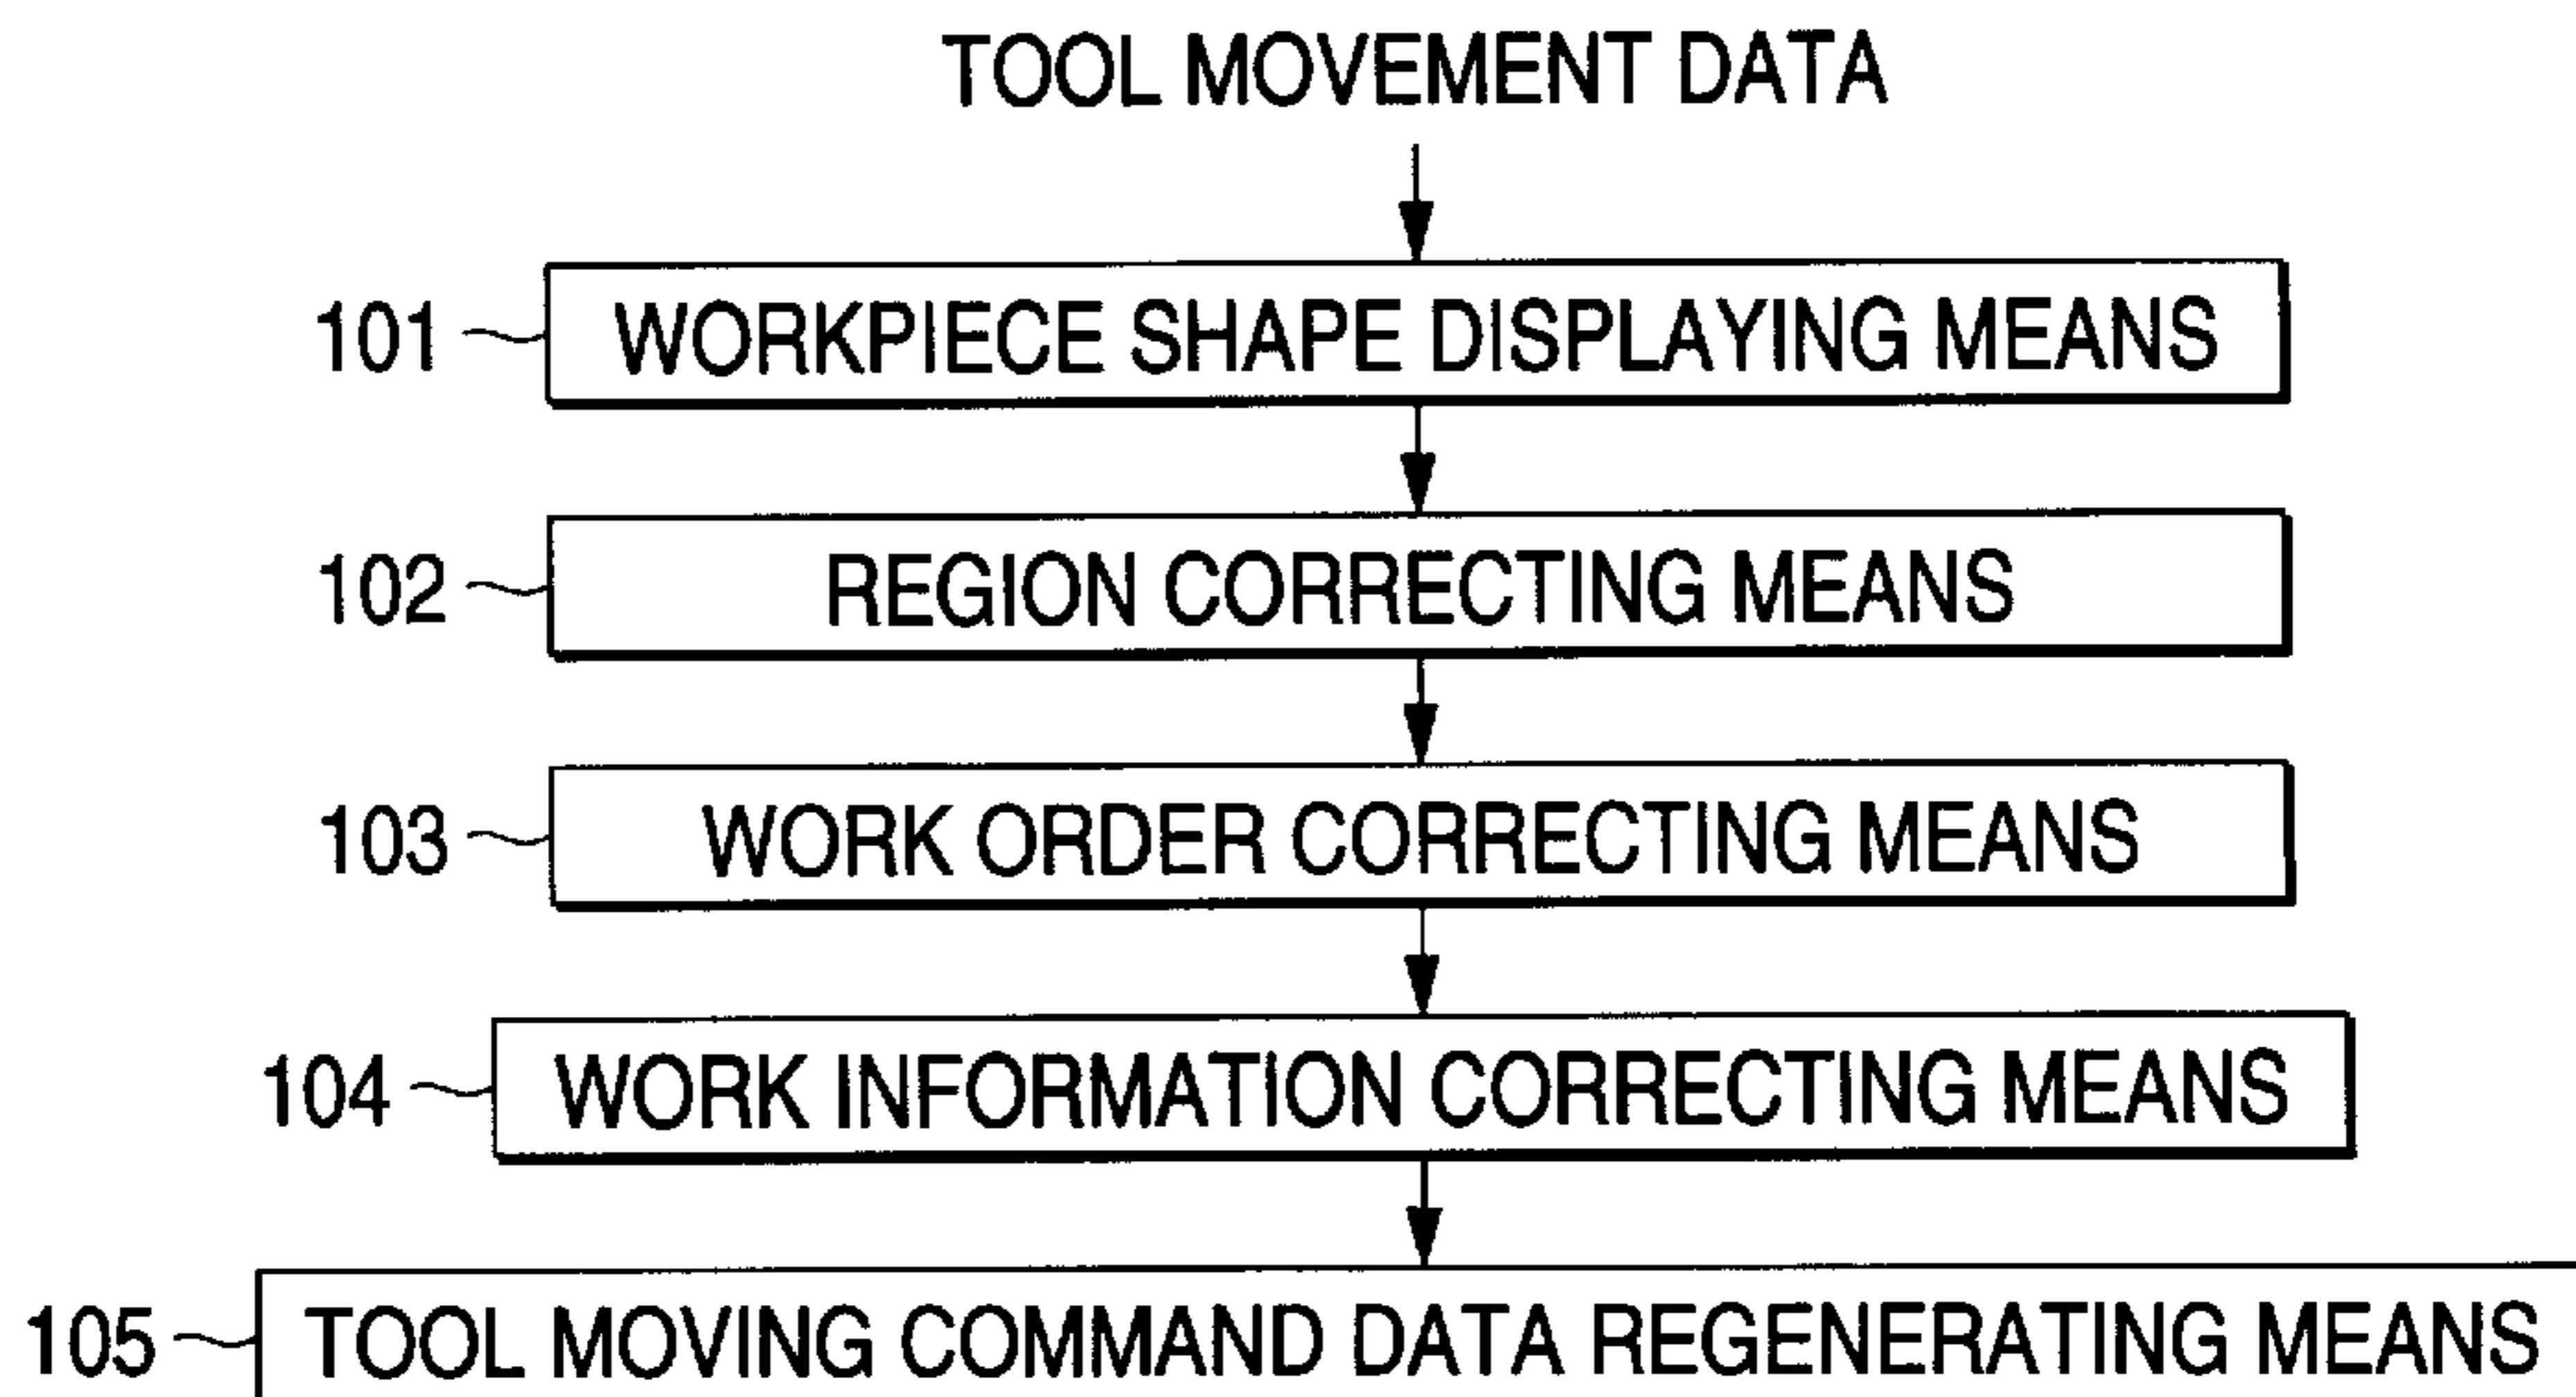 TOOL MOVEMENT DATA
101 WORKPIECE SHAPE DISPLAYING MEANS
102 REGION CORRECTING MEANS
103 WORK ORDER CORRECTING MEANS
104 WORK INFORMATION CORRECTING MEANS
105 TOOL MOVING COMMAND DATA REGENERATING MEANS